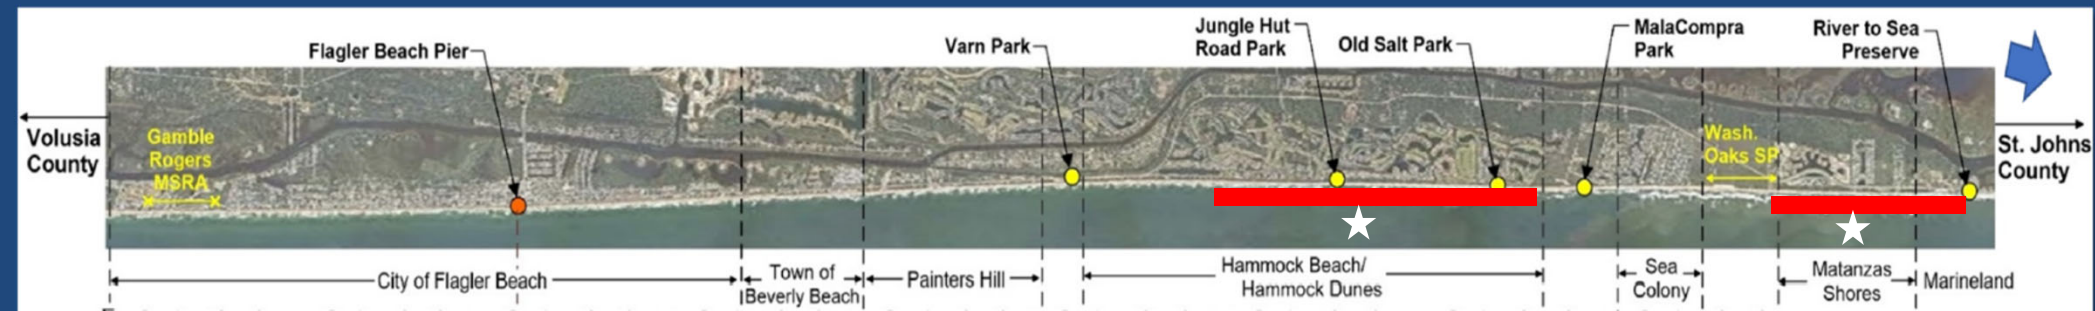 Flagler Beach Pier
Varn Park
Jungle Hut
Road Park
Old Salt Park
MalaCompra
Park
River to Sea
Preserve
Volusia
County
Gamble
Rogers
MSRA
Wash.
Oaks SP
St. Johns
County
City of Flagler Beach
Town of
Beverly Beach
Painters Hill
Hammock Beach/
Hammock Dunes
Sea
Colony
Matanzas
Shores
Marineland